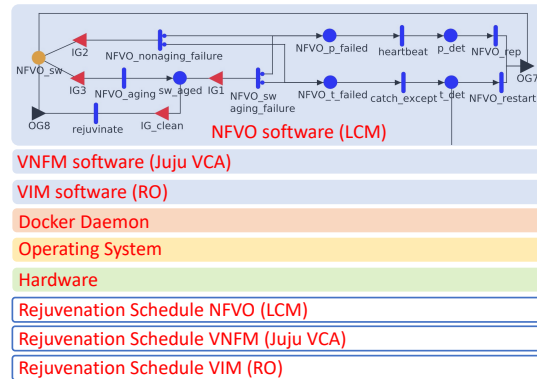 IG2
NFVO_nonaging_failure
NFVO_p_failed
heartbeat
p_det
NFVO_rep
NFVO_sw
OG7
IG3
NFVO_aging
sw_aged
IG1
NFVO_sw
aging_failure
NFVO_t_failed
catch_except
t_det
NFVO_restart
OG8
rejuvinate
IG_clean
NFVO software (LCM)
VNFM software (Juju VCA)
VIM software (RO)
Docker Daemon
Operating System
Hardware
Rejuvenation Schedule NFVO (LCM)
Rejuvenation Schedule VNFM (Juju VCA)
Rejuvenation Schedule VIM (RO)